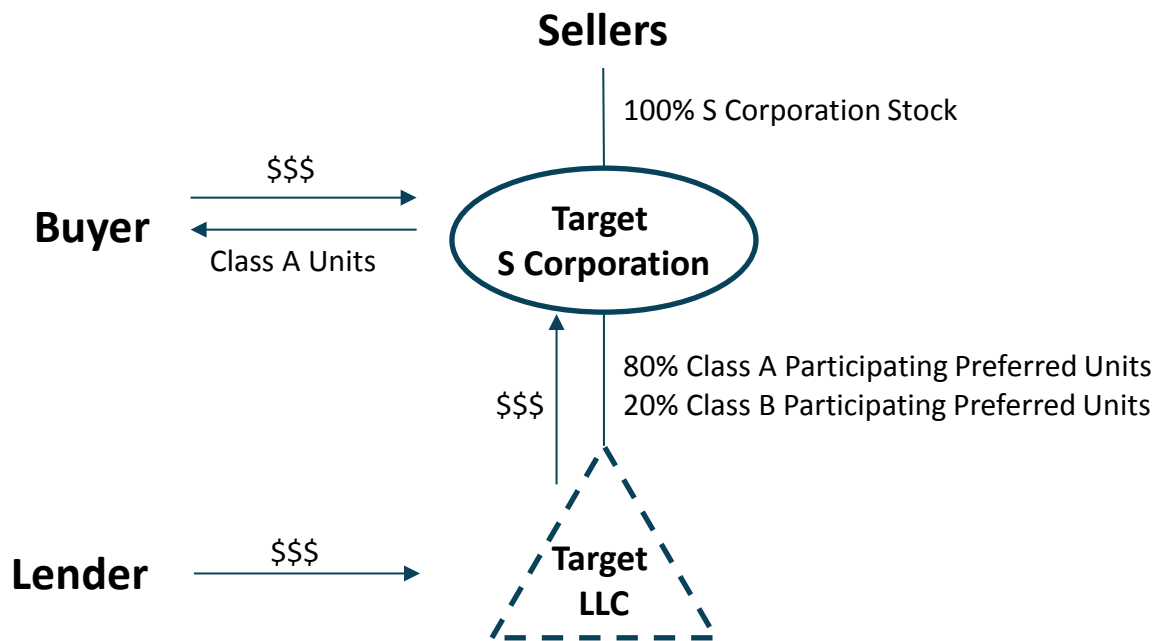 Sellers
100% S Corporation Stock
$$$
Buyer
Class A Units
Target
S Corporation
80% Class A Participating Preferred Units
20% Class B Participating Preferred Units
$$$
Lender
$$$
Target
LLC